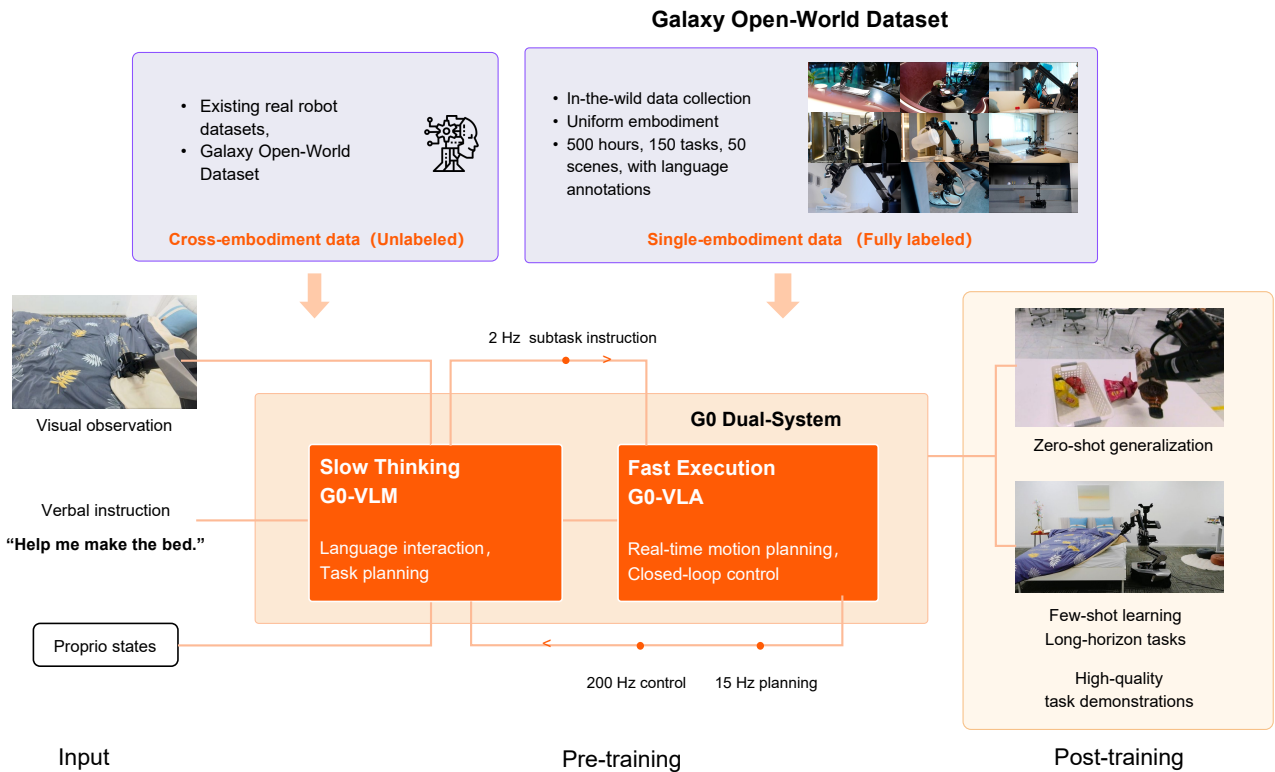 Galaxy Open-World Dataset
• Existing real robot
datasets,
• Galaxy Open-World
Dataset
Cross-embodiment data（Unlabeled）
• In-the-wild data collection
• Uniform embodiment
• 500 hours, 150 tasks, 50
scenes, with language
annotations
Single-embodiment data （Fully labeled）
Visual observation
Verbal instruction
“Help me make the bed.”
Proprio states
2 Hz subtask instruction
G0 Dual-System
Slow Thinking
G0-VLM
Language interaction，
Task planning
Fast Execution
G0-VLA
Real-time motion planning，
Closed-loop control
200 Hz control
15 Hz planning
Zero-shot generalization
Few-shot learning
Long-horizon tasks
High-quality
task demonstrations
Input
Pre-training
Post-training